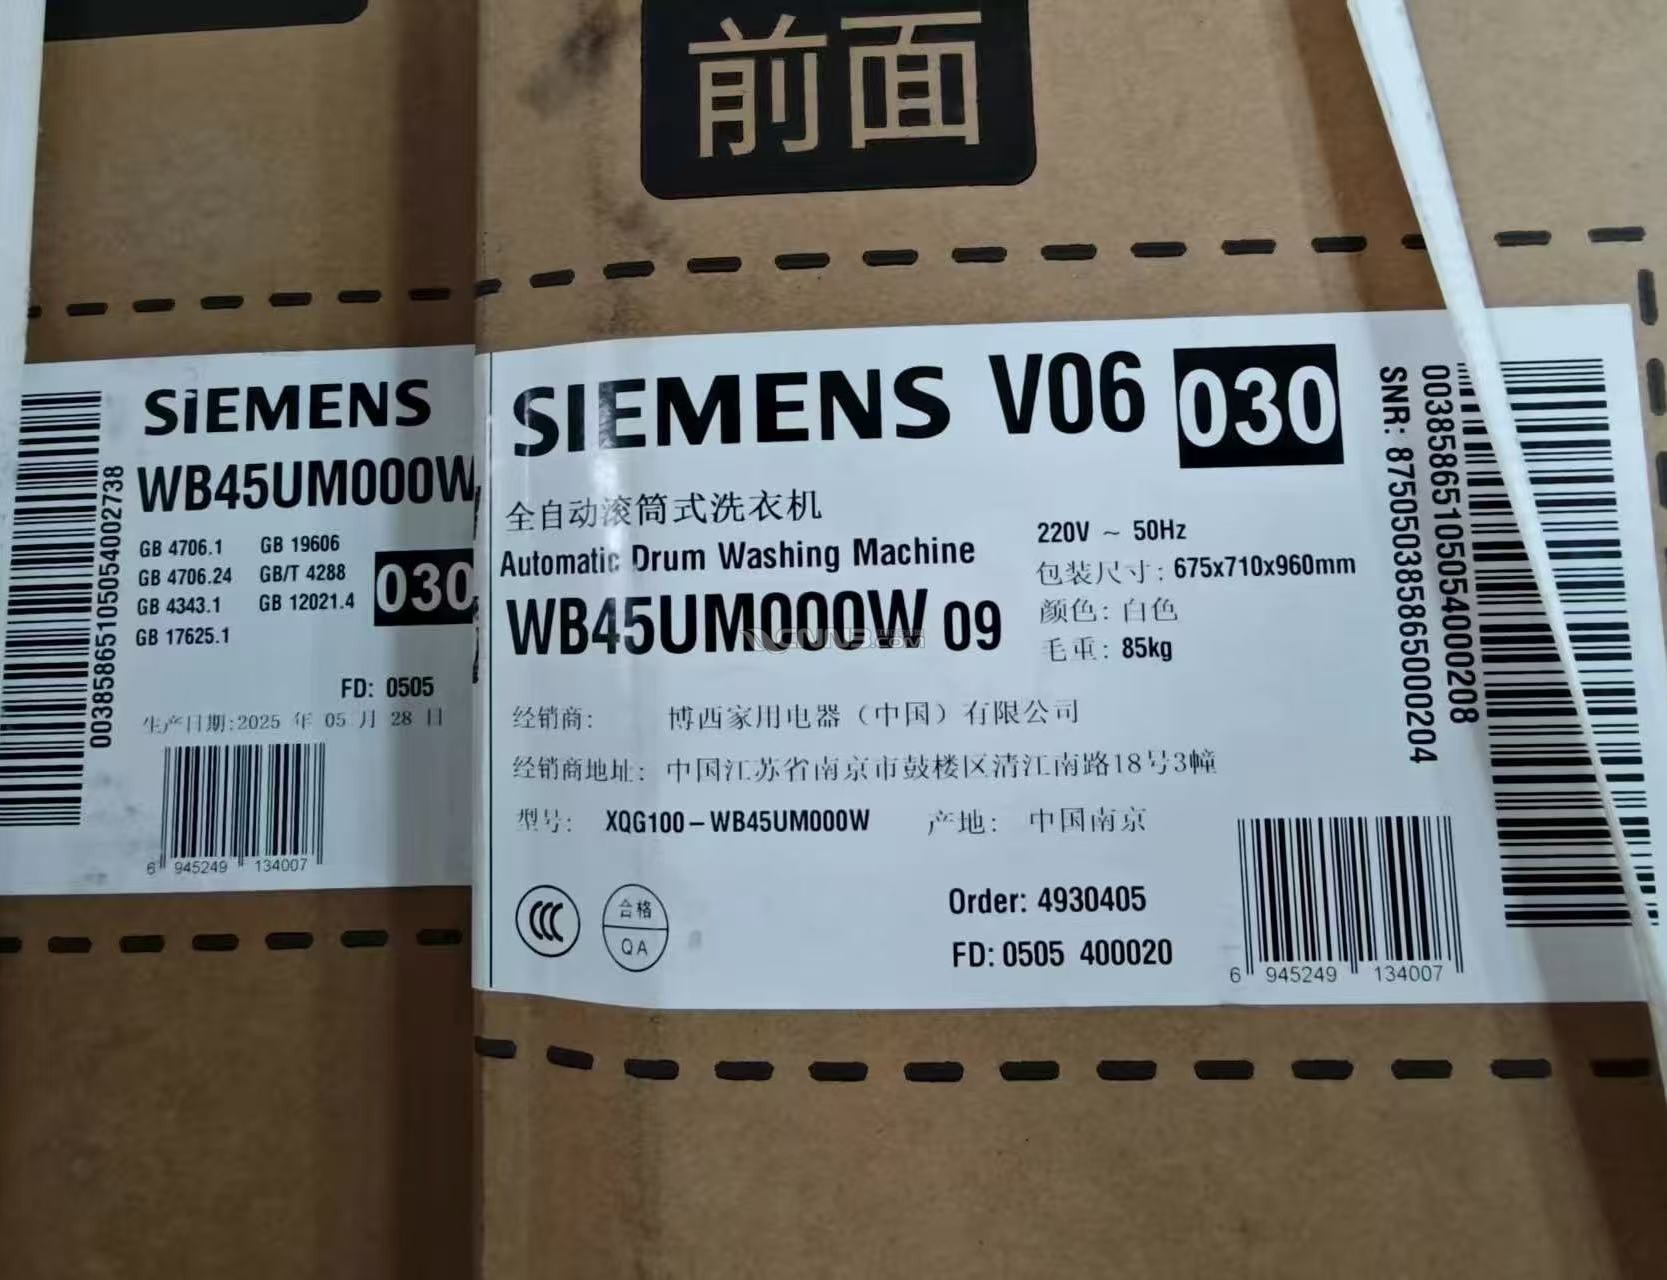 前面
SIEMENS
WB45UM000W
GB 4706.1 GB 19606
GB 4706.24 GB/T 4288
GB 4343.1 GB 12021.4
GB 17625.1
030
FD: 0505
生产日期:2025 年 05 月 28 日
6 945249 134007
003858651050540002738
SIEMENS V06 030
全自动滚筒式洗衣机
Automatic Drum Washing Machine
WB45UM000W 09
220V ~ 50Hz
包装尺寸: 675x710x960mm
颜色: 白色
毛重: 85kg
经销商: 博西家用电器（中国）有限公司
经销商地址: 中国江苏省南京市鼓楼区清江南路18号3幢
型号: XQG100-WB45UM000W 产地: 中国南京
CCC
合格
QA
Order: 4930405
FD: 0505 400020
6 945249 134007
SNR: 875050385865000204
003858651050505400208